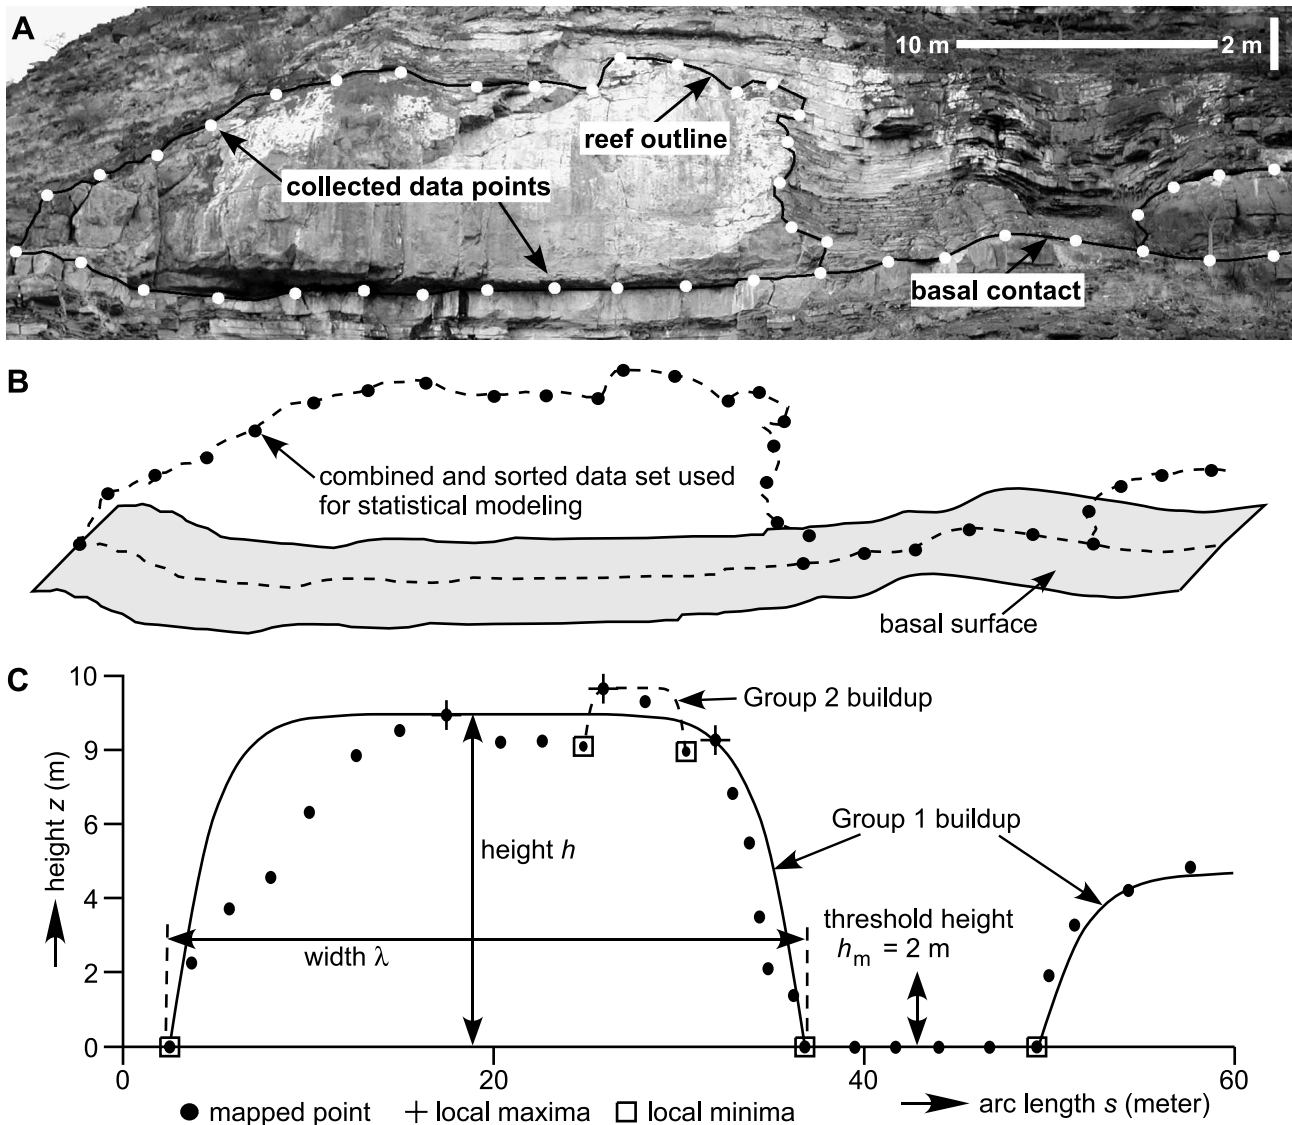 A
10 m
2 m
reef outline
collected data points
basal contact
B
combined and sorted data set used
for statistical modeling
basal surface
C
10
9
6
4
2
0
height z (m)
Group 2 buildup
Group 1 buildup
height h
width λ
threshold height
hm = 2 m
0
20
40
60
mapped point
local maxima
local minima
arc length s (meter)